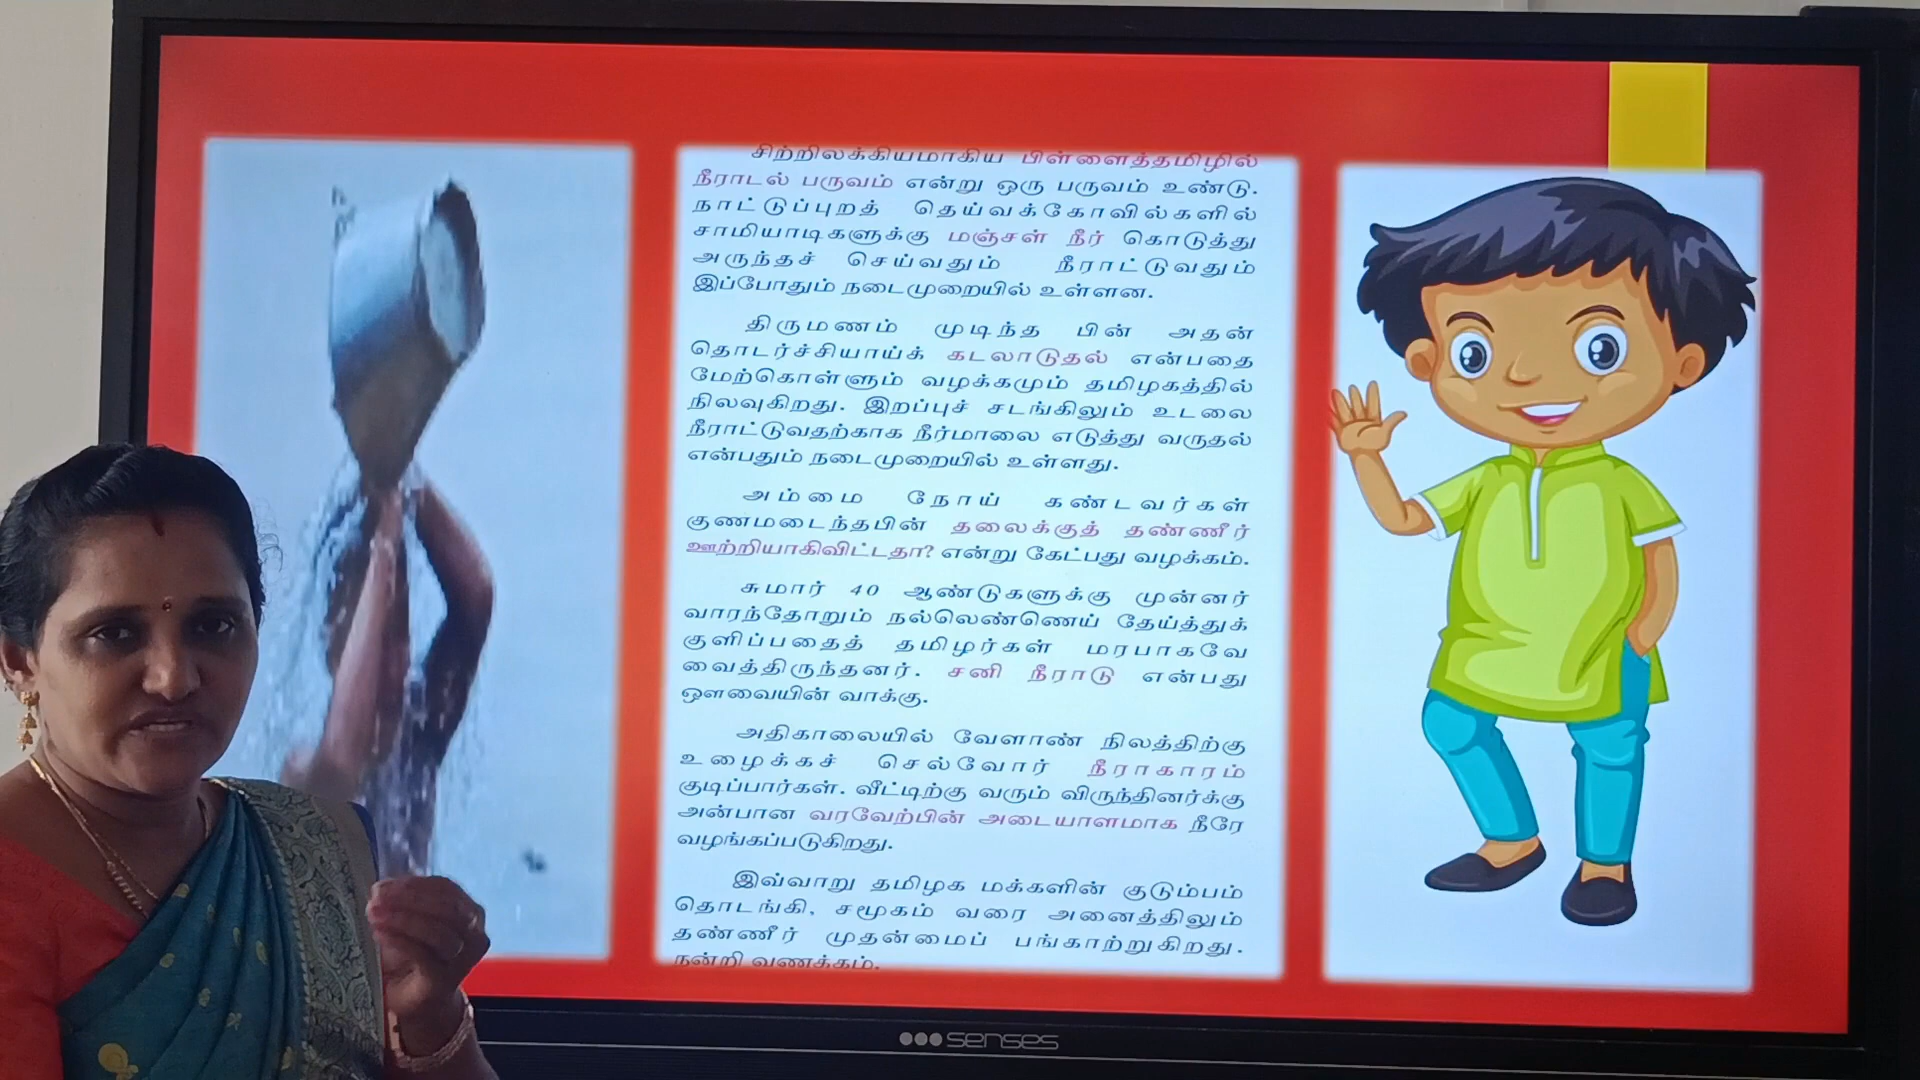 சிற்றிலக்கியமாகிய பிள்ளைத்தமிழில்
நீராடல் பருவம் என்று ஒரு பருவம் உண்டு.
நாட்டுப்புறத் தெய்வக்கோவில்களில்
சாமியாடிகளுக்கு மஞ்சள் நீர் கொடுத்து
அருந்தச் செய்வதும் நீராட்டுவதும்
இப்போதும் நடைமுறையில் உள்ளன.
திருமணம் முடிந்த பின் அதன்
தொடர்ச்சியாய்க் கடலாடுதல் என்பதை
மேற்கொள்ளும் வழக்கமும் தமிழகத்தில்
நிலவுகிறது. இறப்புச் சடங்கிலும் உடலை
நீராட்டுவதற்காக நீர்மாலை எடுத்து வருதல்
என்பதும் நடைமுறையில் உள்ளது.
அம்மை நோய் கண்டவர்கள்
குணமடைந்தபின் தலைக்குத் தண்ணீர்
ஊற்றியாகிவிட்டதா? என்று கேட்பது வழக்கம்.
சுமார் 40 ஆண்டுகளுக்கு முன்னர்
வாரந்தோறும் நல்லெண்ணெய் தேய்த்துக்
குளிப்பதைத் தமிழர்கள் மரபாகவே
வைத்திருந்தனர். சனி நீராடு என்பது
ஔவையின் வாக்கு.
அதிகாலையில் வேளாண் நிலத்திற்கு
உழைக்கச் செல்வோர் நீராகாரம்
குடிப்பார்கள். வீட்டிற்கு வரும் விருந்தினர்க்கு
அன்பான வரவேற்பின் அடையாளமாக நீரே
வழங்கப்படுகிறது.
இவ்வாறு தமிழக மக்களின் குடும்பம்
தொடங்கி, சமூகம் வரை அனைத்திலும்
தண்ணீர் முதன்மைப் பங்காற்றுகிறது.
நன்றி வணக்கம்.
senses